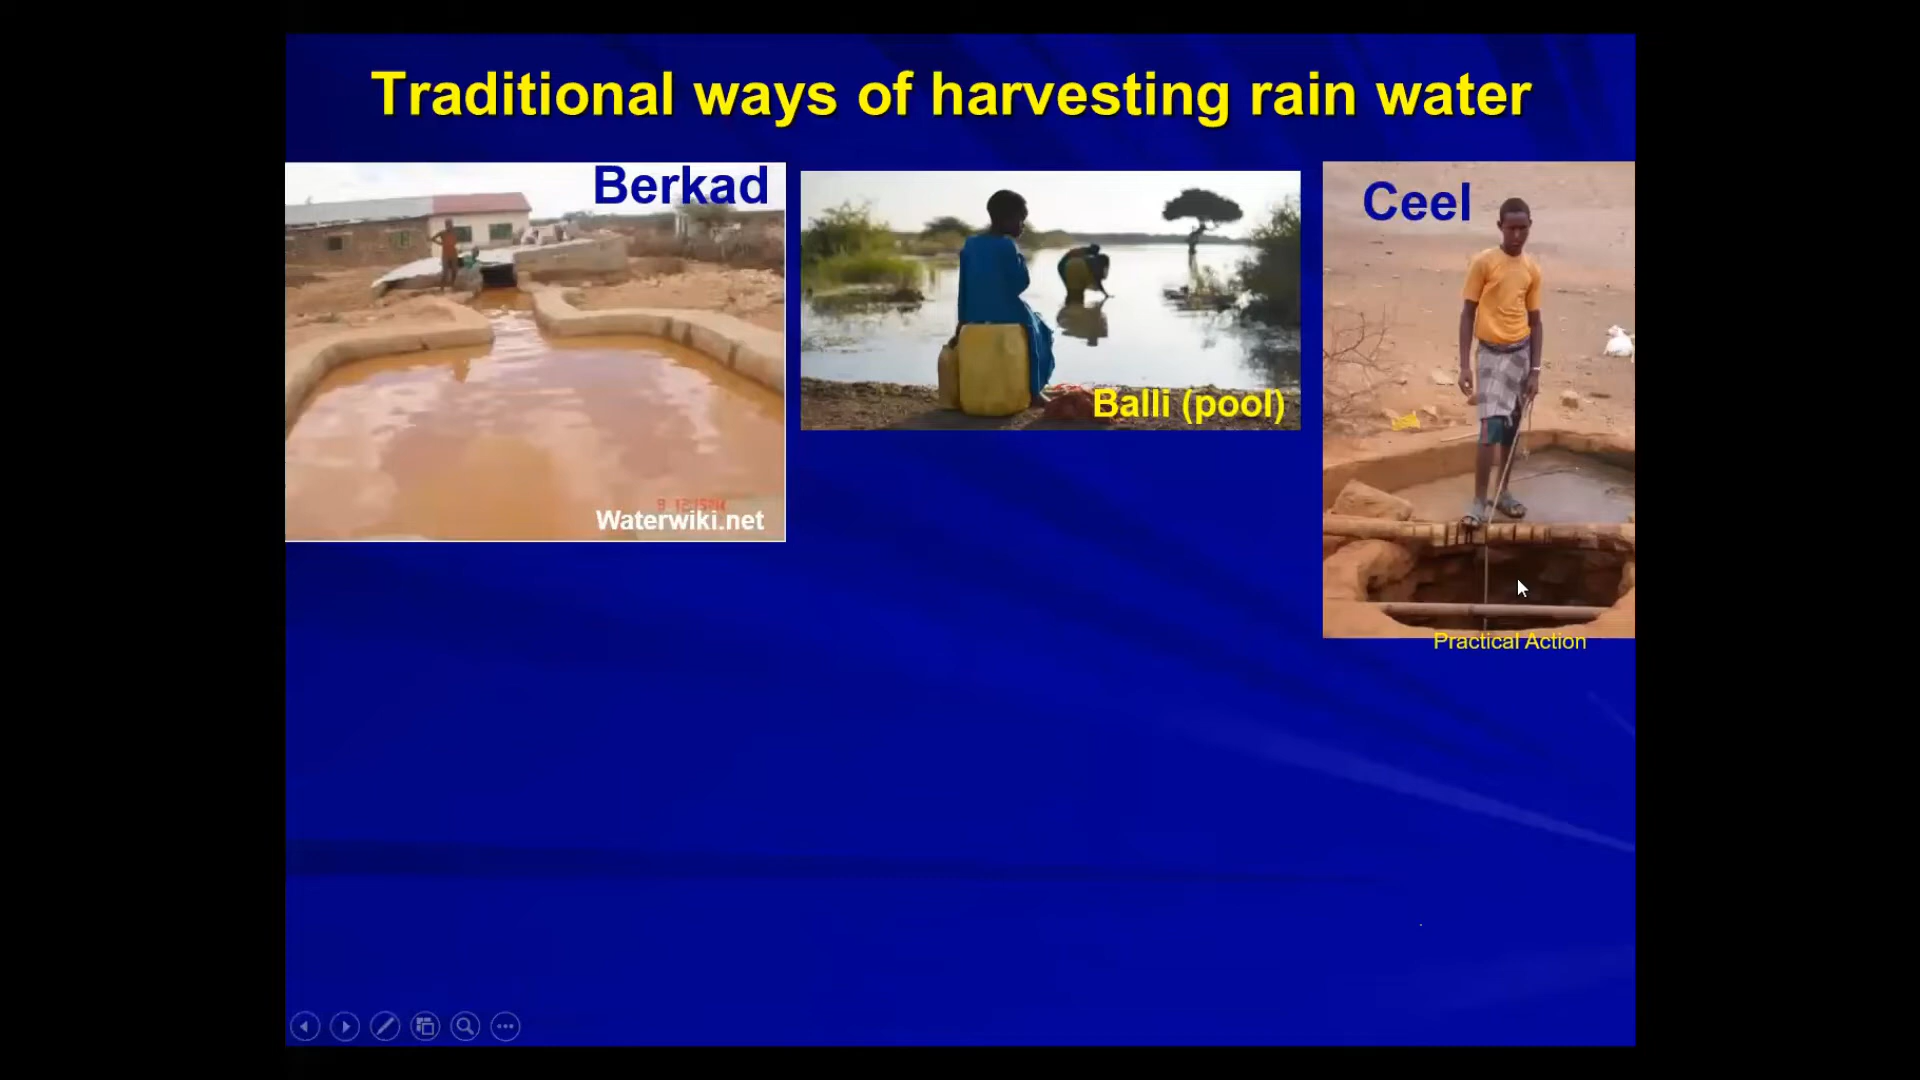 Traditional ways of harvesting rain water
Berkad
Waterwiki.net
Balli (pool)
Ceel
Practical Action